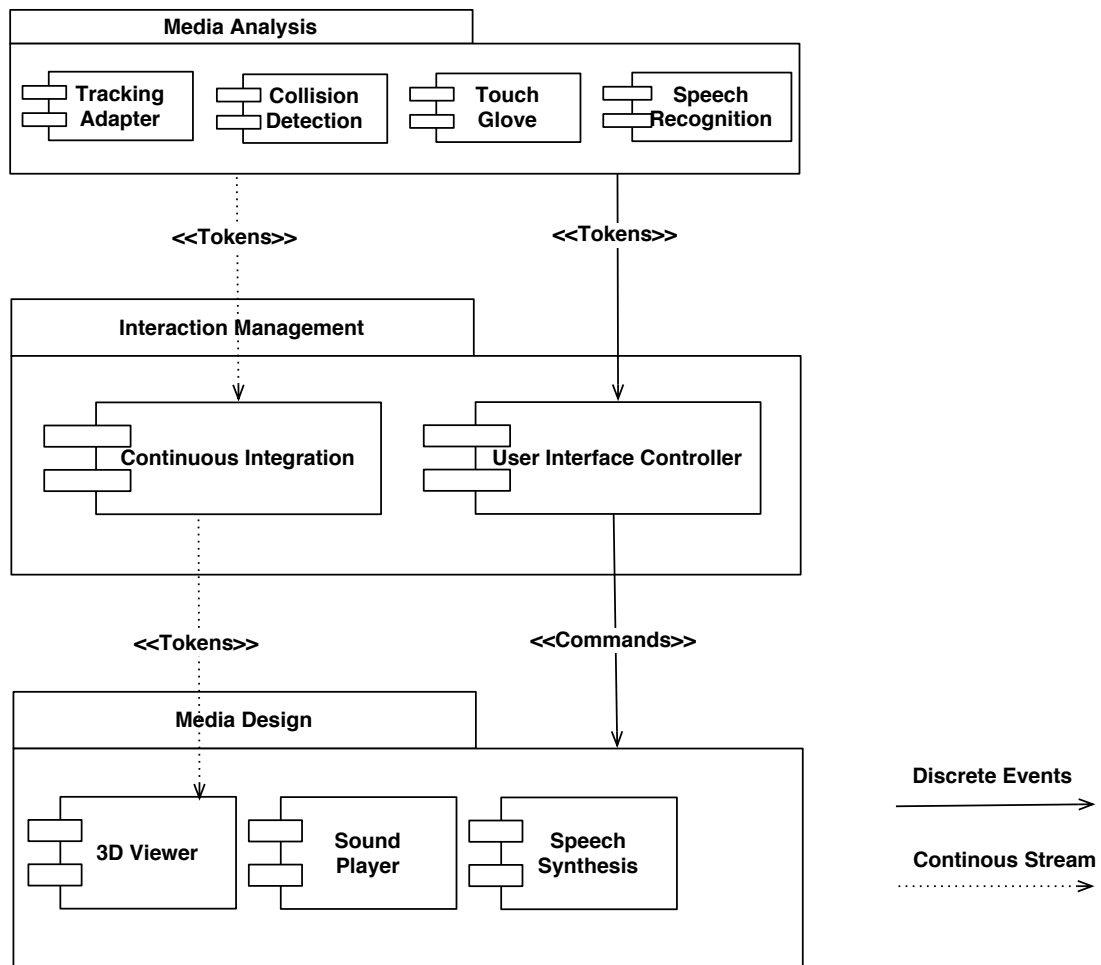 Media Analysis
Tracking
Adapter
Collision
Detection
Touch
Glove
Speech
Recognition
<<Tokens>>
<<Tokens>>
Interaction Management
Continuous Integration
User Interface Controller
<<Tokens>>
<<Commands>>
Media Design
3D Viewer
Sound
Player
Speech
Synthesis
Discrete Events
Continous Stream